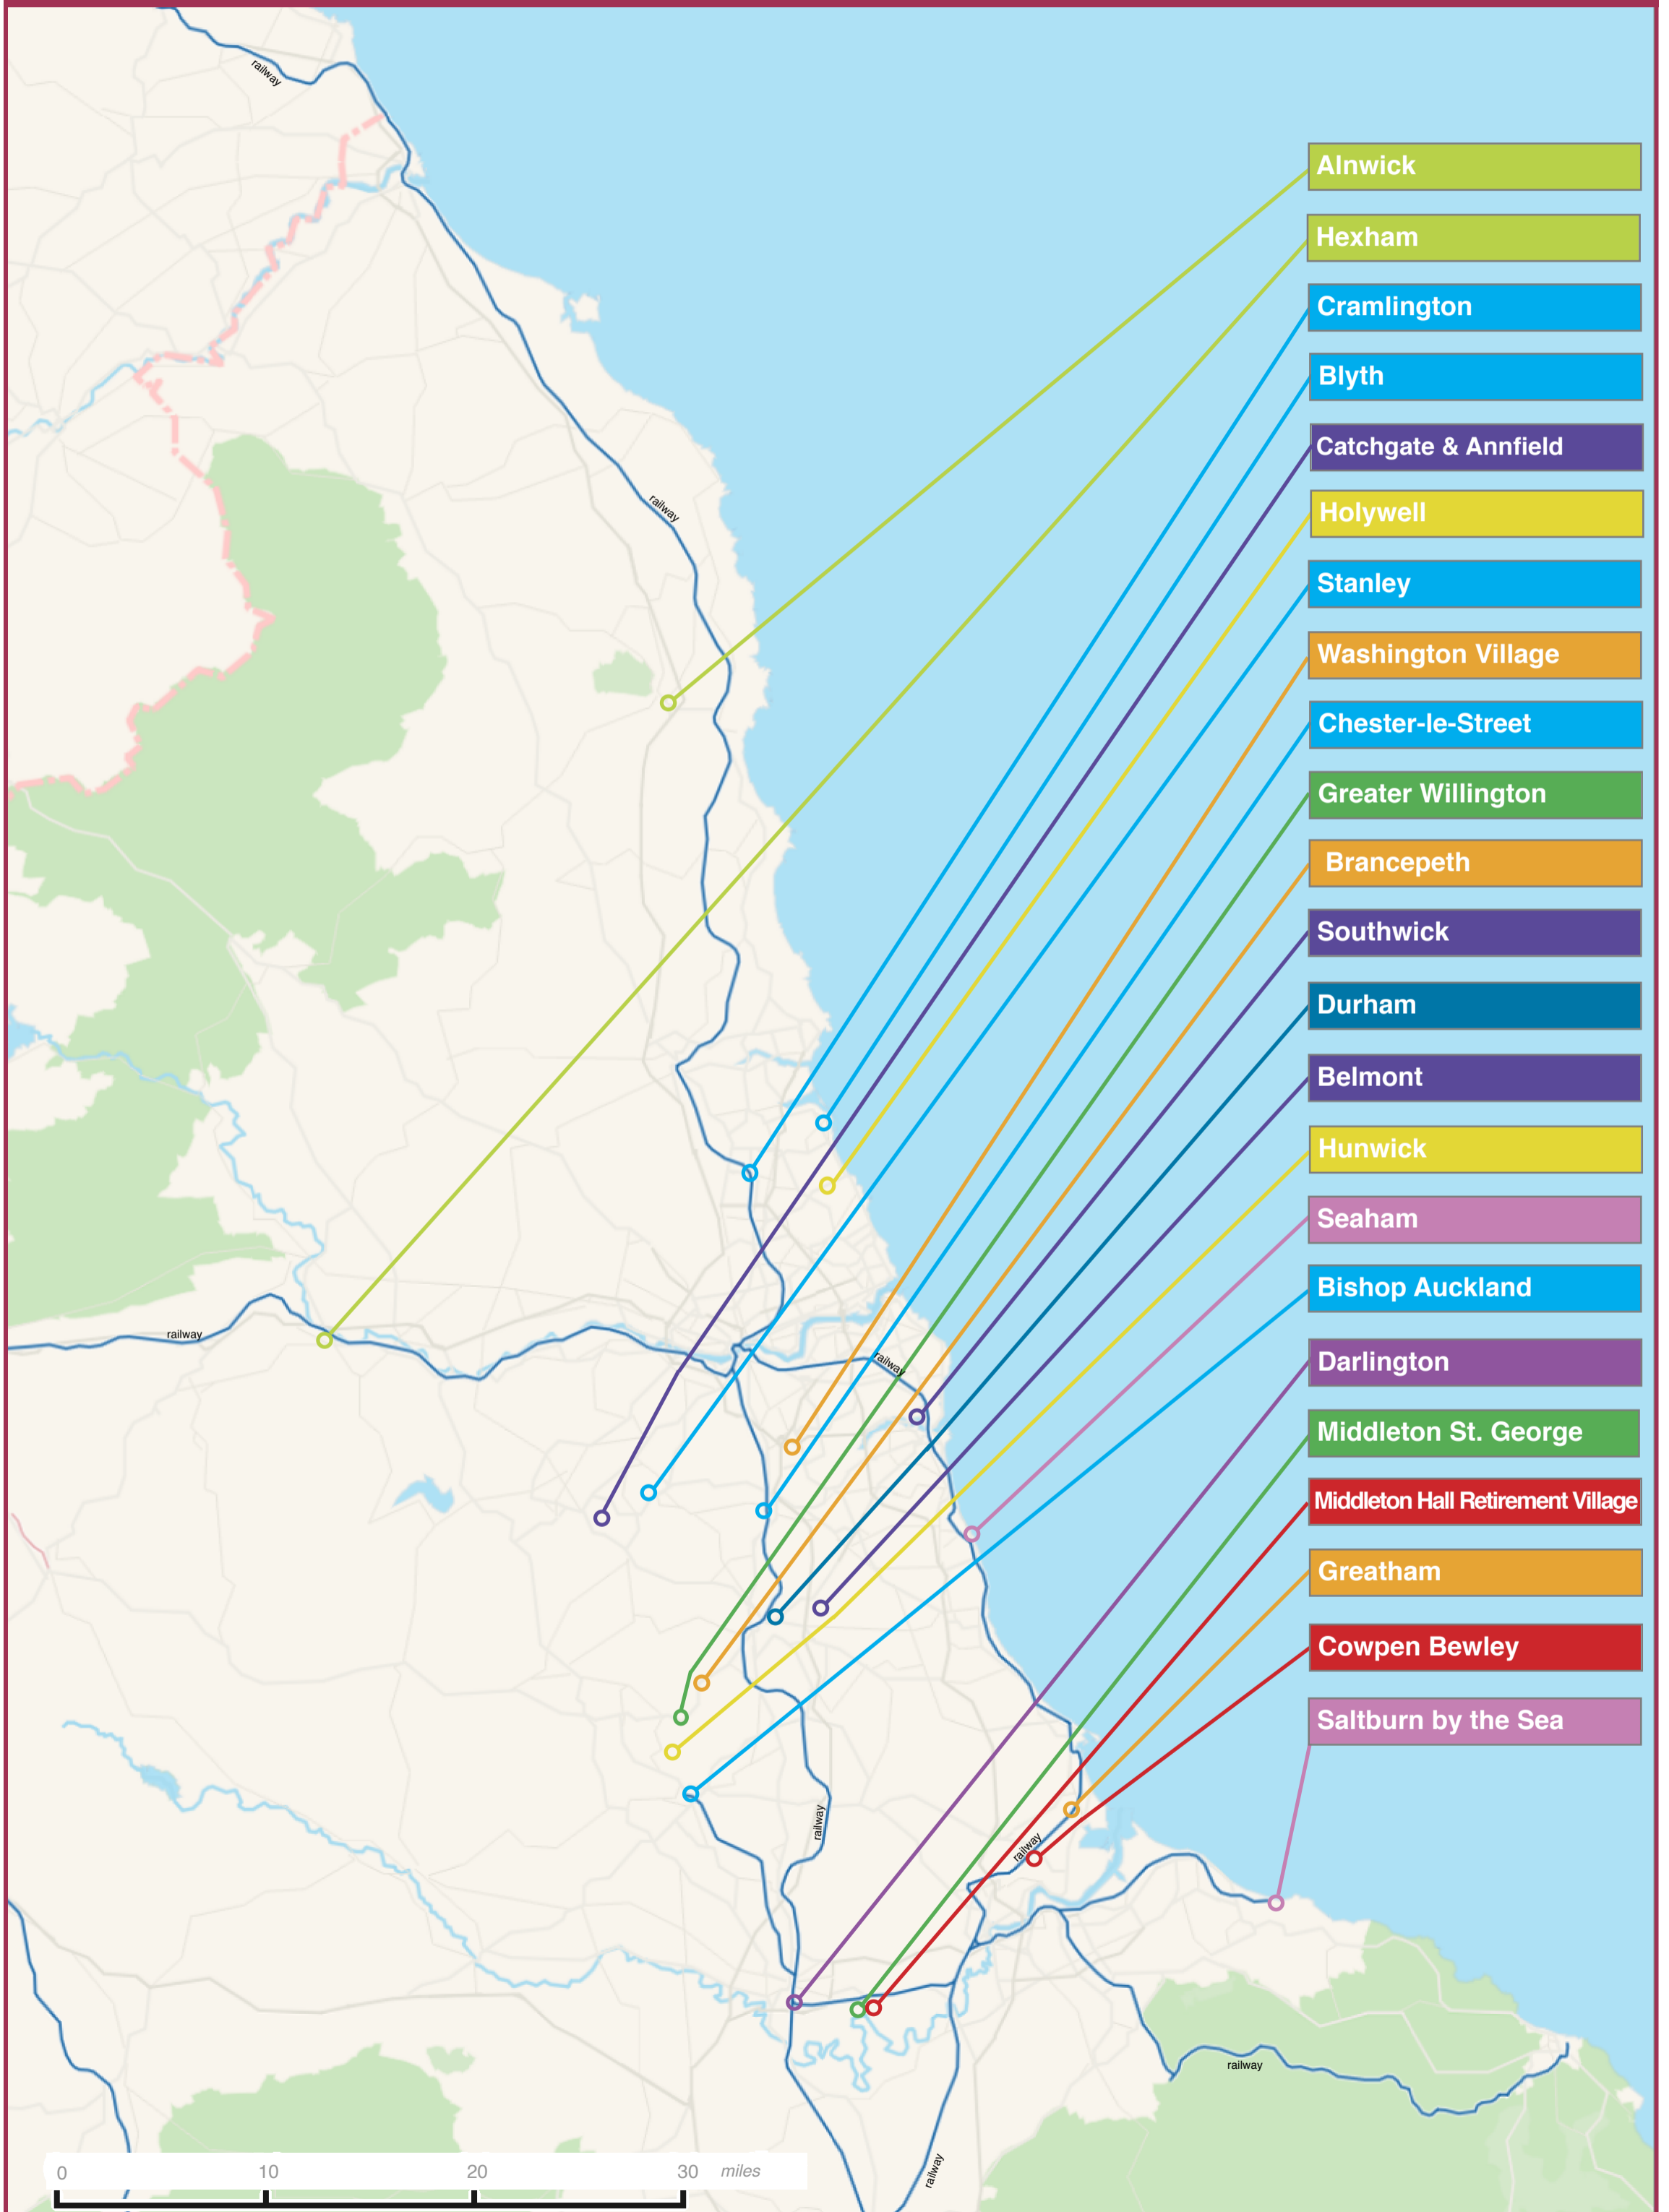 railway
Alnwick
Hexham
Cramlington
Blyth
Catchgate & Annfield
railway
Holywell
Stanley
Washington Village
Chester-le-Street
Greater Willington
Brancepeth
Southwick
Durham
Belmont
Hunwick
Seaham
Bishop Auckland
railway
railway
Darlington
Middleton St. George
Middleton Hall Retirement Village
Greatham
Cowpen Bewley
Saltburn by the Sea
railway
railway
railway
railway
0 10 20 30 miles